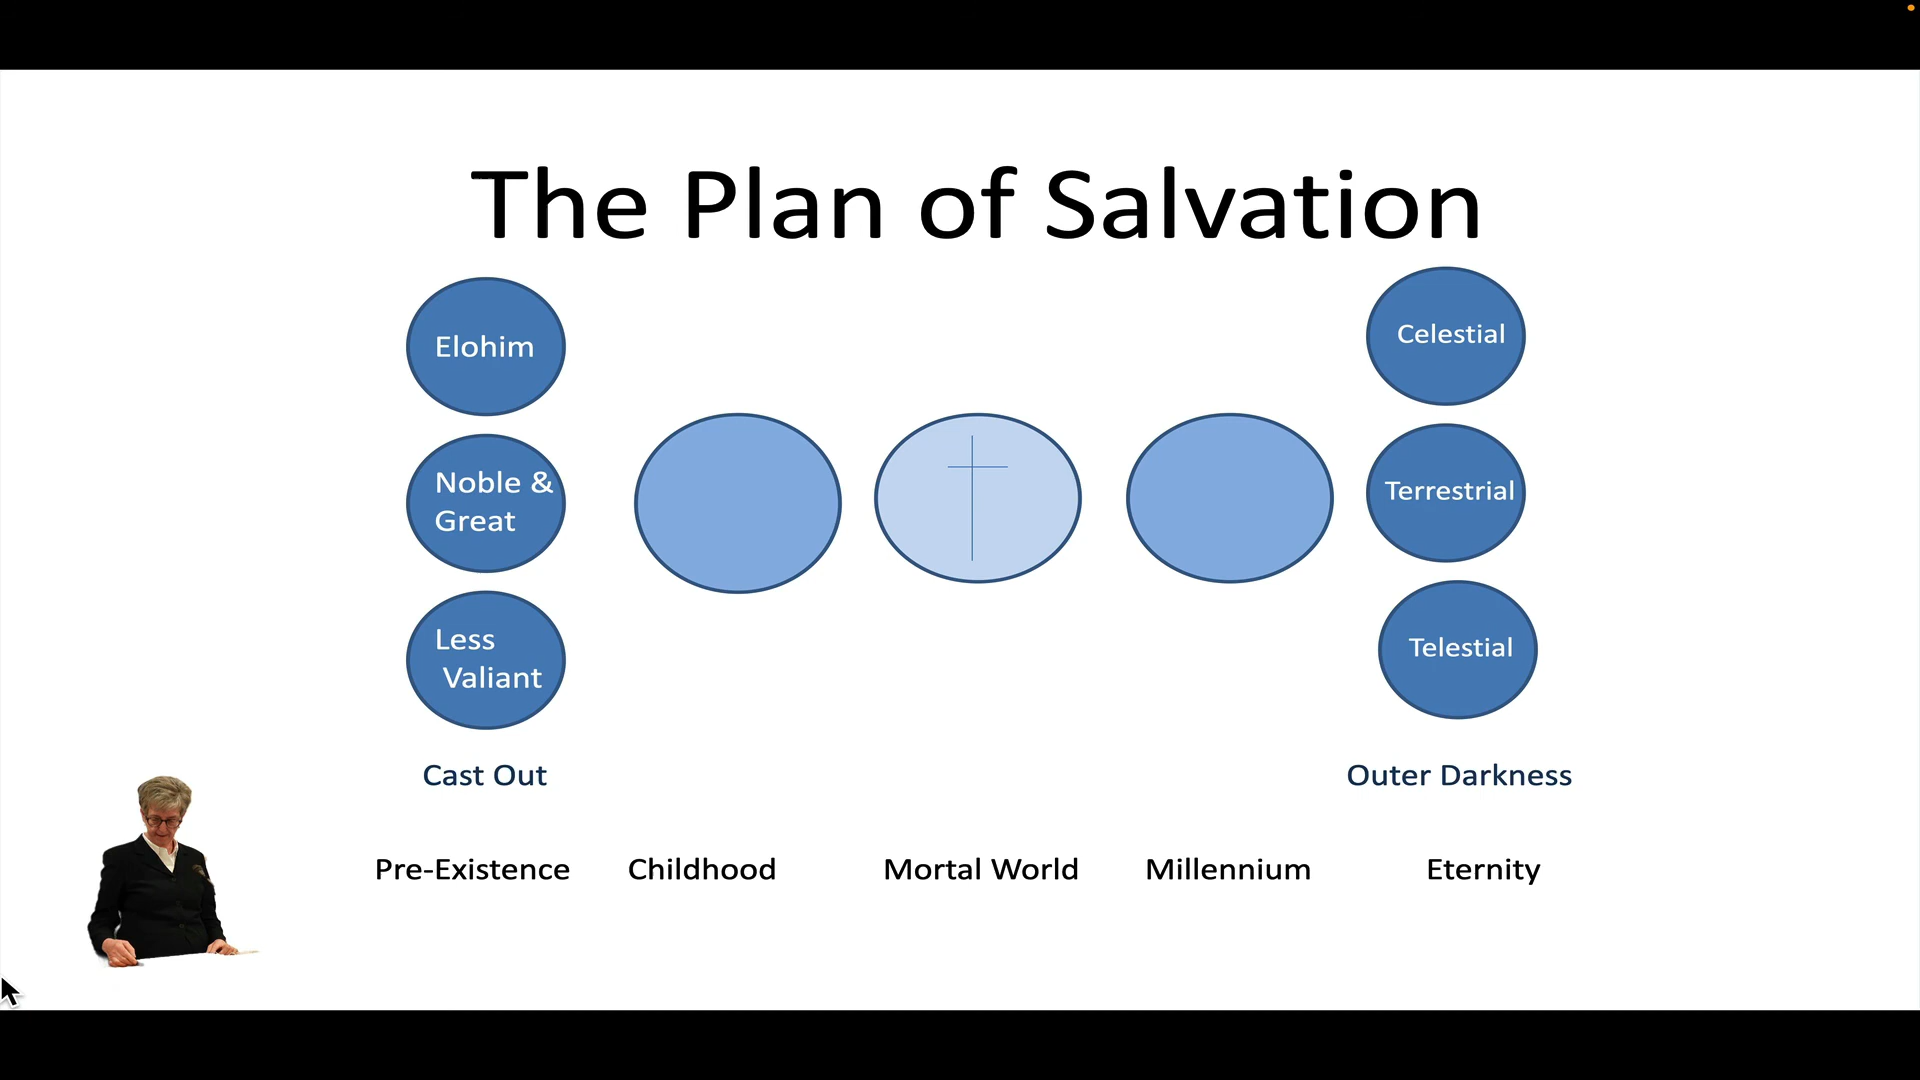 The Plan of Salvation
Elohim
Noble &
Great
Less
Valiant
Cast Out
Celestial
Terrestrial
Telestial
Outer Darkness
Pre-Existence
Childhood
Mortal World
Millennium
Eternity